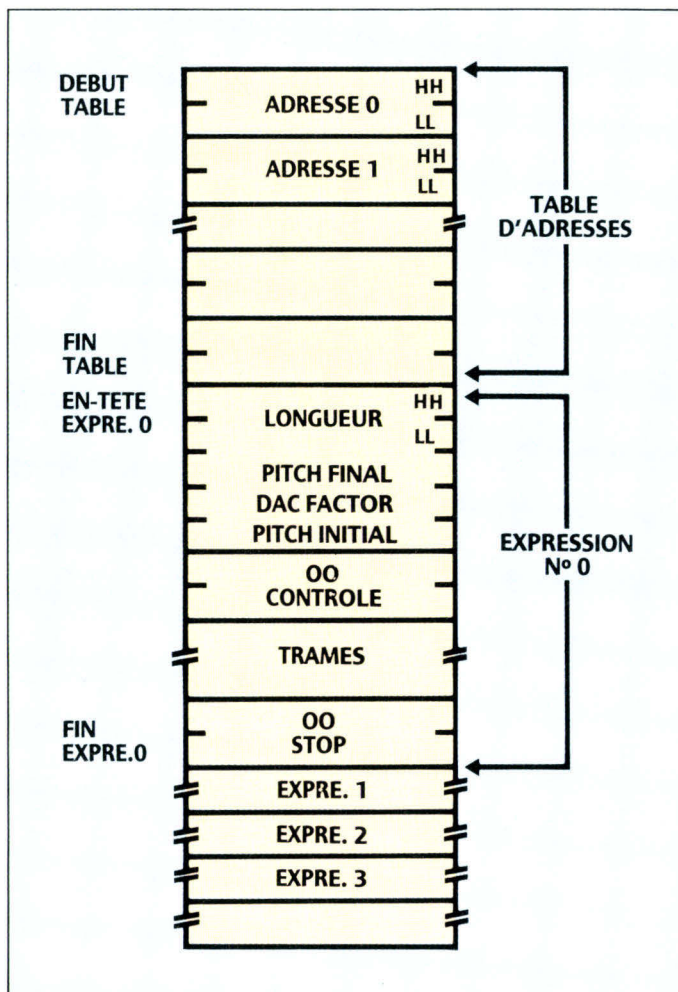 DEBUT
TABLE
ADRESSE 0
HH
LL
ADRESSE 1
HH
LL
TABLE
D'ADRESSES
FIN
TABLE
EN-TETE
EXPRE. 0
LONGUEUR
HH
LL
PITCH FINAL
DAC FACTOR
PITCH INITIAL
EXPRESSION
Nº 0
OO
CONTROLE
TRAMES
FIN
EXPRE.0
OO
STOP
EXPRE. 1
EXPRE. 2
EXPRE. 3